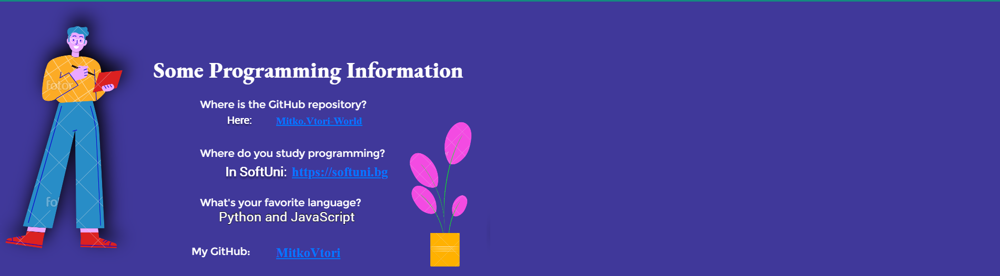 Some Programming Information
Where is the GitHub repository?
Here: Mitko.Vtori-World
Where do you study programming?
In SoftUni: https://softuni.bg
What's your favorite language?
Python and JavaScript
My GitHub: MitkoVtori
fotor
fo
r